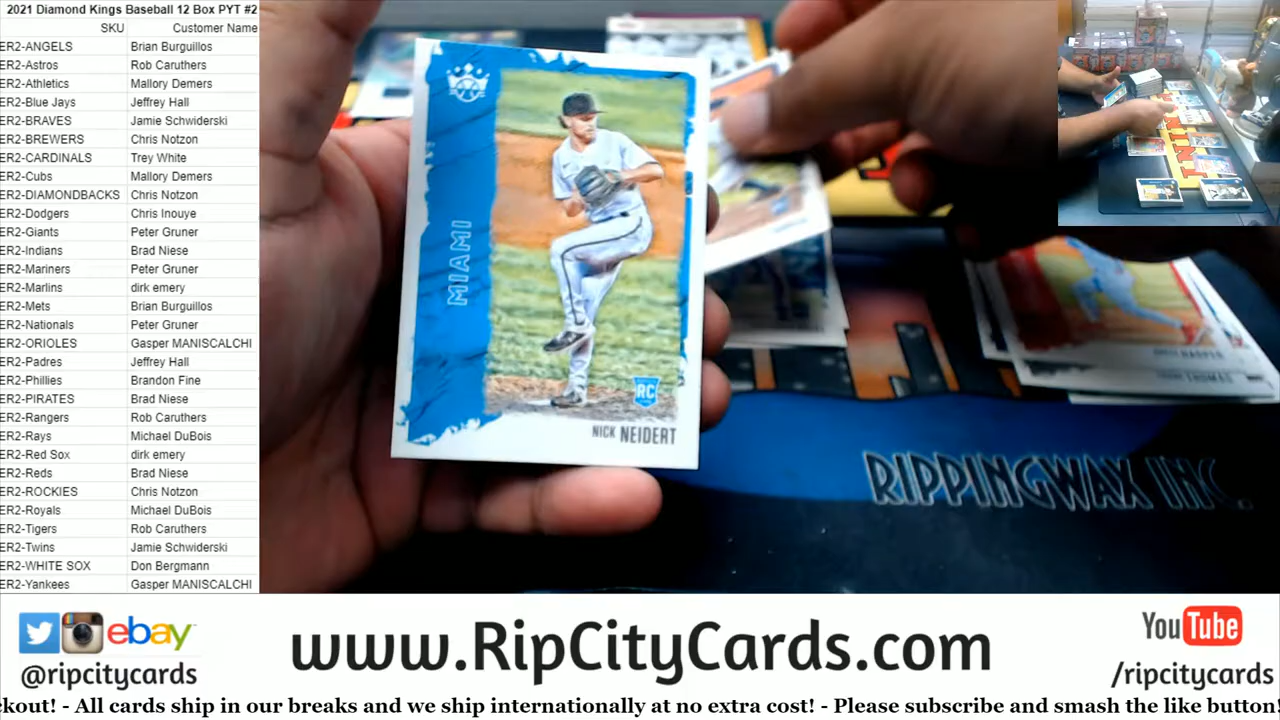 2021 Diamond Kings Baseball 12 Box PYT #2
SKU Customer Name
ER2-ANGELS Brian Burguillos
ER2-Astros Rob Caruthers
ER2-Athletics Mallory Demers
ER2-Blue Jays Jeffrey Hall
ER2-BRAVES Jamie Schwiderski
ER2-BREWERS Chris Notzon
ER2-CARDINALS Trey White
ER2-Cubs Mallory Demers
ER2-DIAMONDBACKS Chris Notzon
ER2-Dodgers Chris Inouye
ER2-Giants Peter Gruner
ER2-Indians Brad Niese
ER2-Mariners Peter Gruner
ER2-Marlins dirk emery
ER2-Mets Brian Burguillos
ER2-Nationals Peter Gruner
ER2-ORIOLES Gasper MANISCALCHI
ER2-Padres Jeffrey Hall
ER2-Phillies Brandon Fine
ER2-PIRATES Brad Niese
ER2-Rangers Rob Caruthers
ER2-Rays Michael DuBois
ER2-Red Sox dirk emery
ER2-Reds Brad Niese
ER2-ROCKIES Chris Notzon
ER2-Royals Michael DuBois
ER2-Tigers Rob Caruthers
ER2-Twins Jamie Schwiderski
ER2-WHITE SOX Don Bergmann
ER2-Yankees Gasper MANISCALCHI
MIAMI
RC
NICK NEIDERT
HARPER
THOMAS
RIPPINGWAX INC.
ebay
@ripcitycards
www.RipCityCards.com
YouTube
/ripcitycards
ckout! - All cards ship in our breaks and we ship internationally at no extra cost! - Please subscribe and smash the like button!